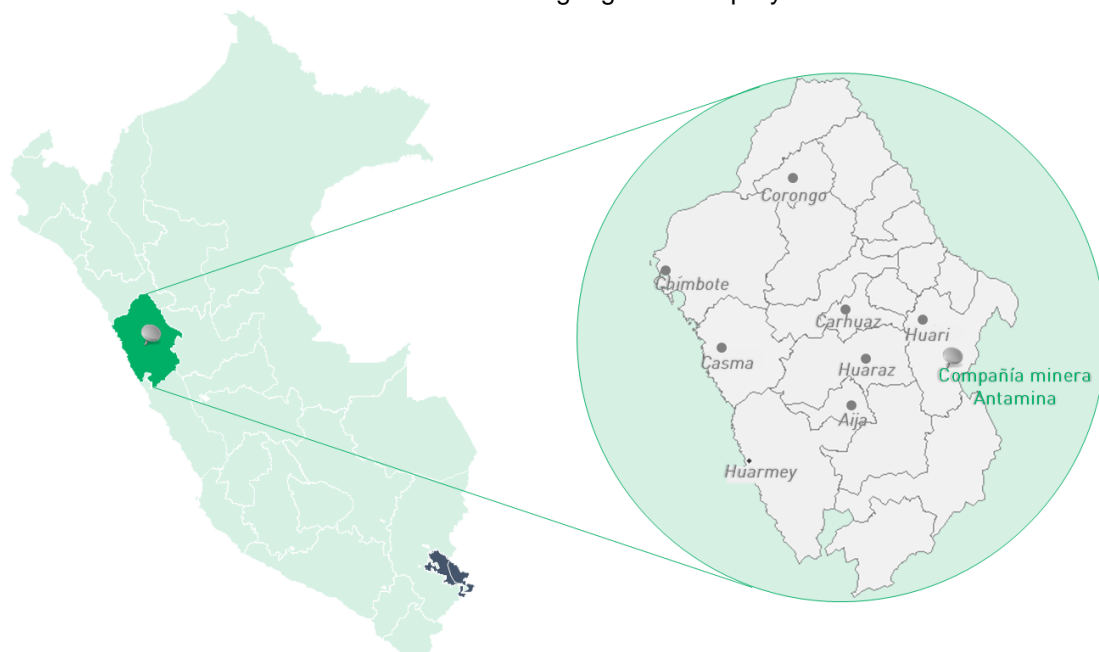 Corongo
Chimbote
Carhuaz
Huari
Casma
Huaraz
Compañía minera
Antamina
Aija
Huarmey